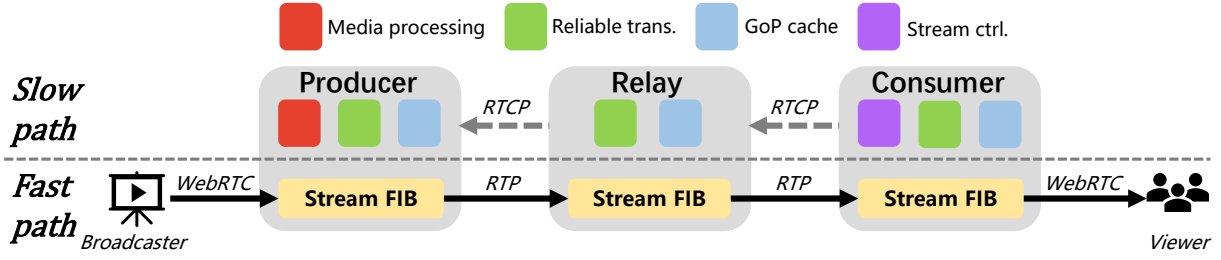 Media processing
Reliable trans.
GoP cache
Stream ctrl.
Producer
Relay
Consumer
Slow
path
RTCP
RTCP
Fast
path
WebRTC
Stream FIB
RTP
Stream FIB
RTP
Stream FIB
WebRTC
Broadcaster
Viewer